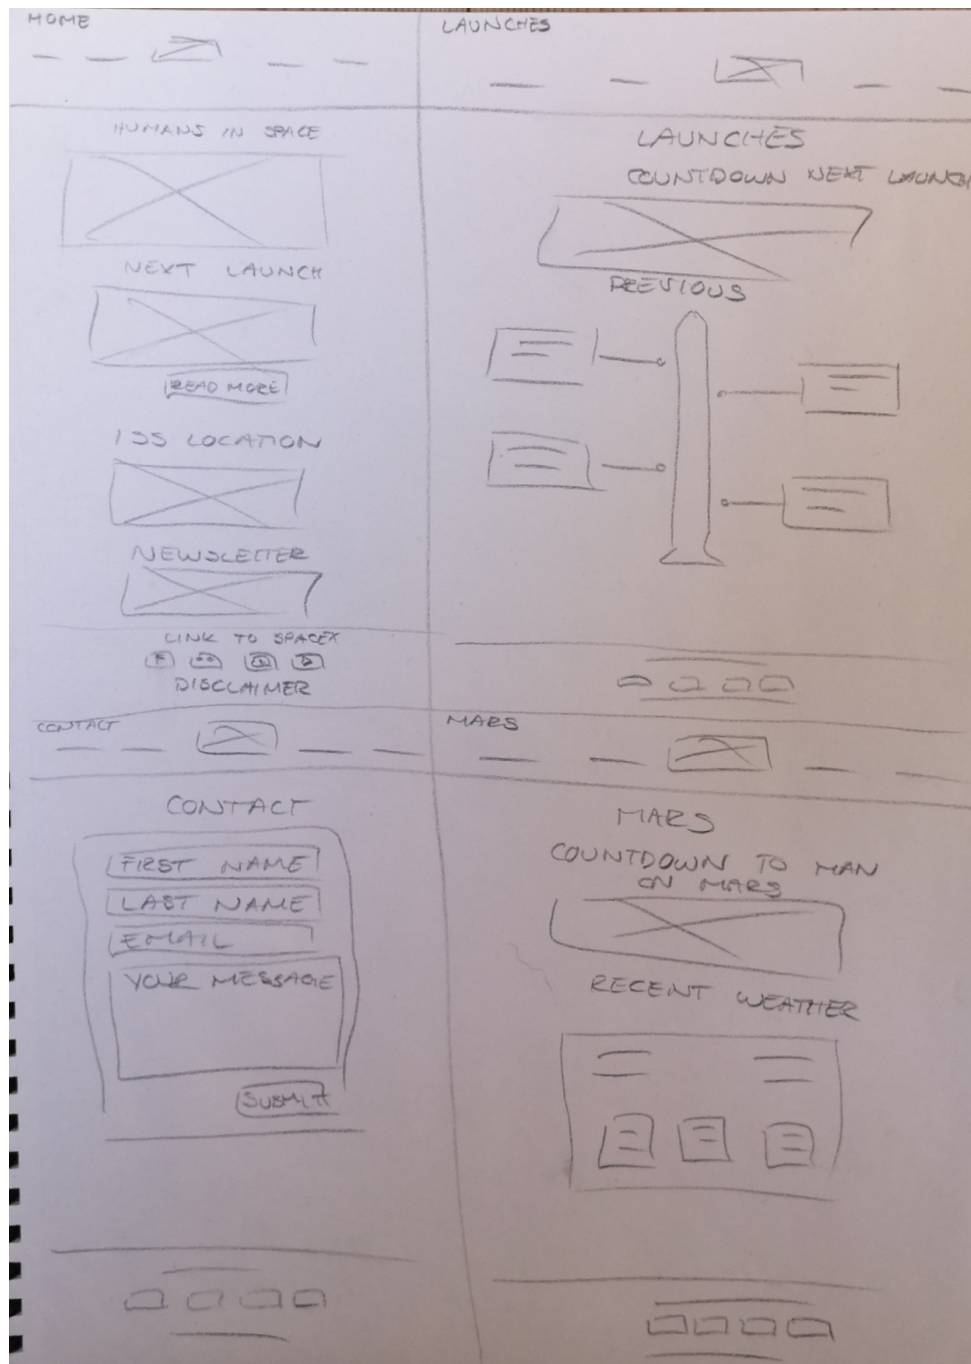 HOME
HUMANS IN SPACE
NEXT LAUNCH
READ MORE
ISS LOCATION
NEWSLETTER
LINK TO SPACEX
DISCLAIMER
LAUNCHES
LAUNCHES
COUNTDOWN NEXT LAUNCH
PREVIOUS
CONTACT
CONTACT
FIRST NAME
LAST NAME
EMAIL
YOUR MESSAGE
SUBMIT
MARS
MARS
COUNTDOWN TO MAN
ON MARS
RECENT WEATHER